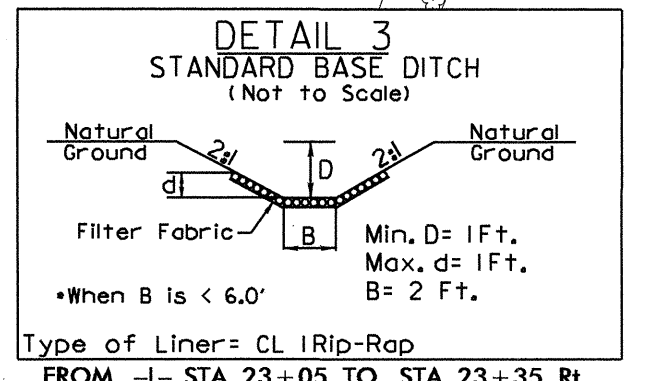 DETAIL 3
STANDARD BASE DITCH
(Not to Scale)
Natural
Ground
2:1
D
2:1
Natural
Ground
d
Filter Fabric
B
Min. D= 1Ft.
Max. d= 1Ft.
*When B is < 6.0'
B= 2 Ft.
Type of Liner= CL 1Rip-Rap
FROM -L- STA 23+05 TO STA 23+35 Rt